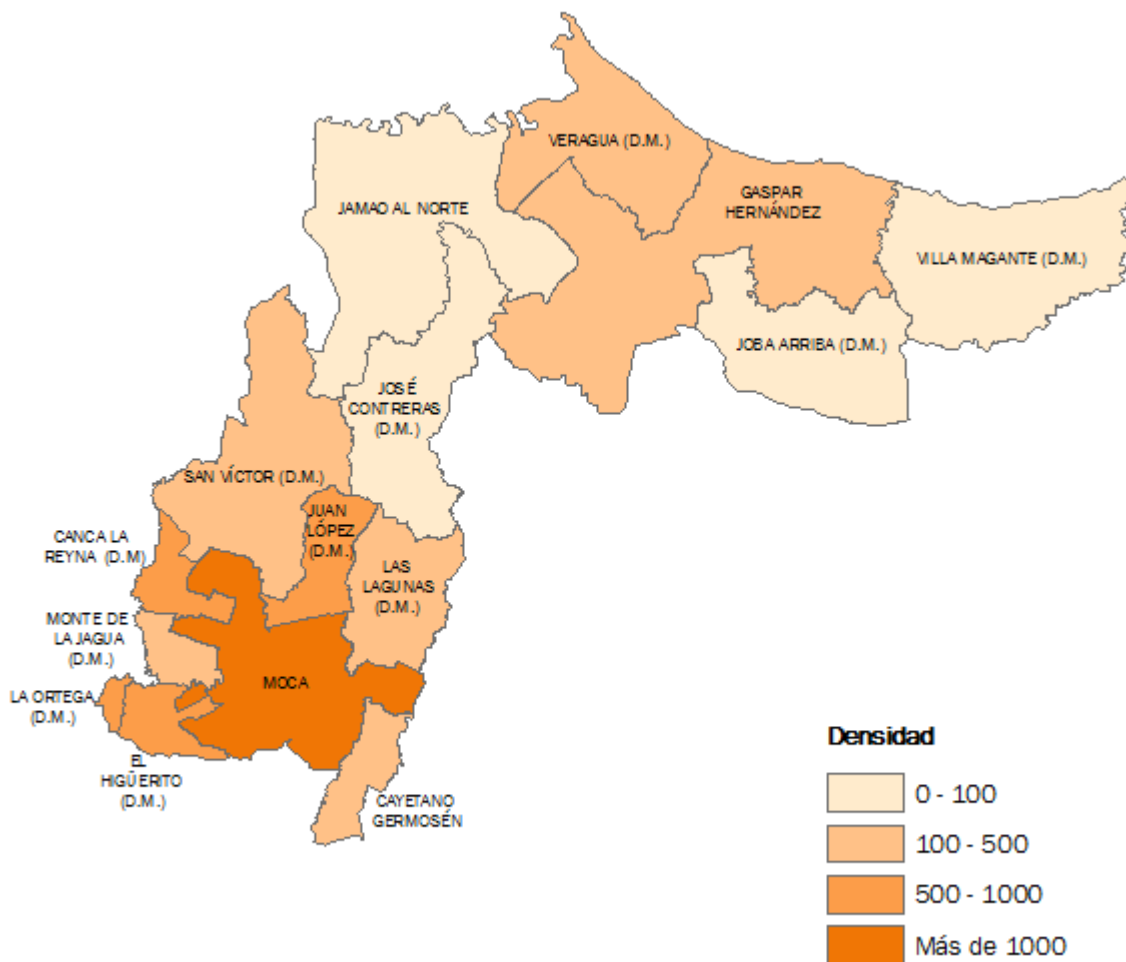 VERAGUA (D.M.)
JAMAO AL NORTE
GASPAR
HERNÁNDEZ
VILLA MAGANTE (D.M.)
JOBA ARRIBA (D.M.)
JOSÉ
CONTRERAS
(D.M.)
SAN VÍCTOR (D.M.)
JUAN
LÓPEZ
(D.M.)
CANCA LA
REYNA (D.M)
LAS
LAGUNAS
(D.M.)
MONTE DE
LA JAGUA
(D.M.)
MOCA
LA ORTEGA
(D.M.)
EL
HIGÜERITO
(D.M.)
CAYETANO
GERMOSÉN
Densidad
0 - 100
100 - 500
500 - 1000
Más de 1000